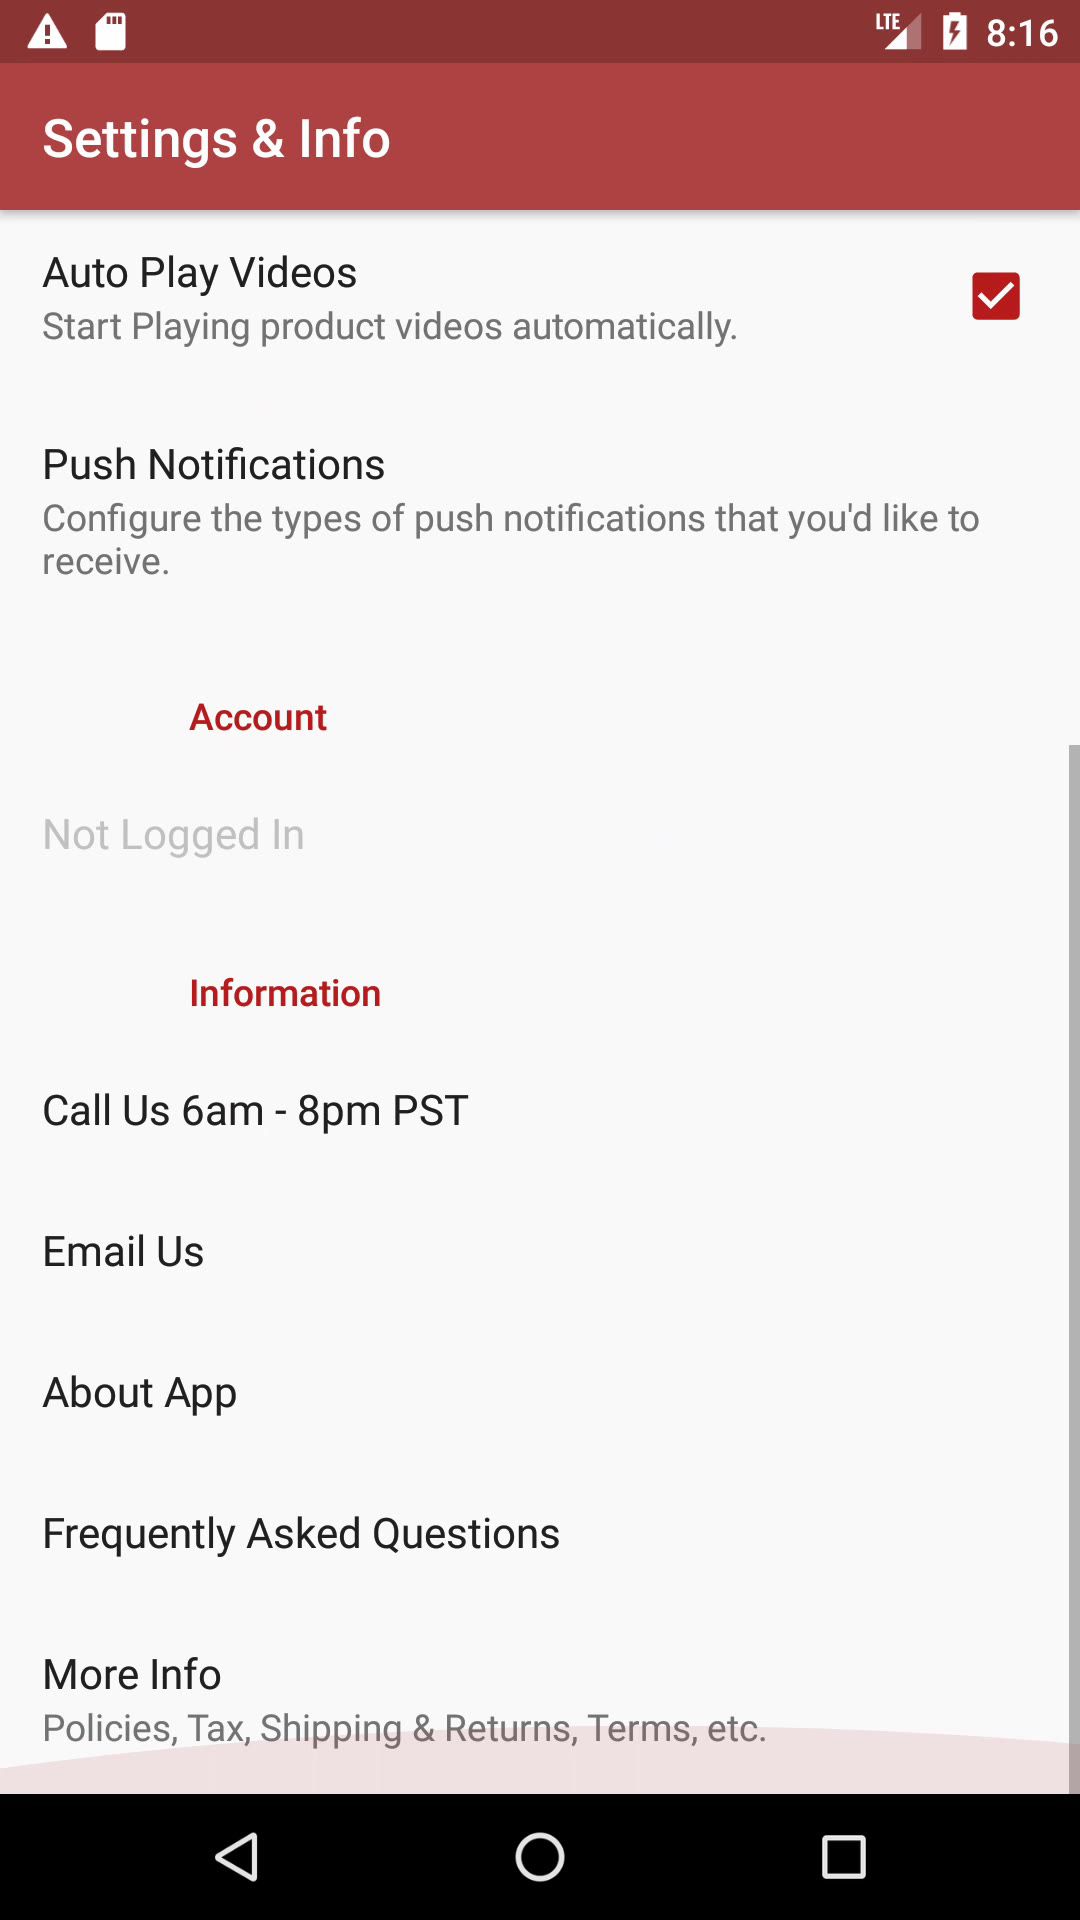 LTE 8:16
Settings & Info
Auto Play Videos
Start Playing product videos automatically.
Push Notifications
Configure the types of push notifications that you'd like to
receive.
Account
Not Logged In
Information
Call Us 6am - 8pm PST
Email Us
About App
Frequently Asked Questions
More Info
Policies, Tax, Shipping & Returns, Terms, etc.